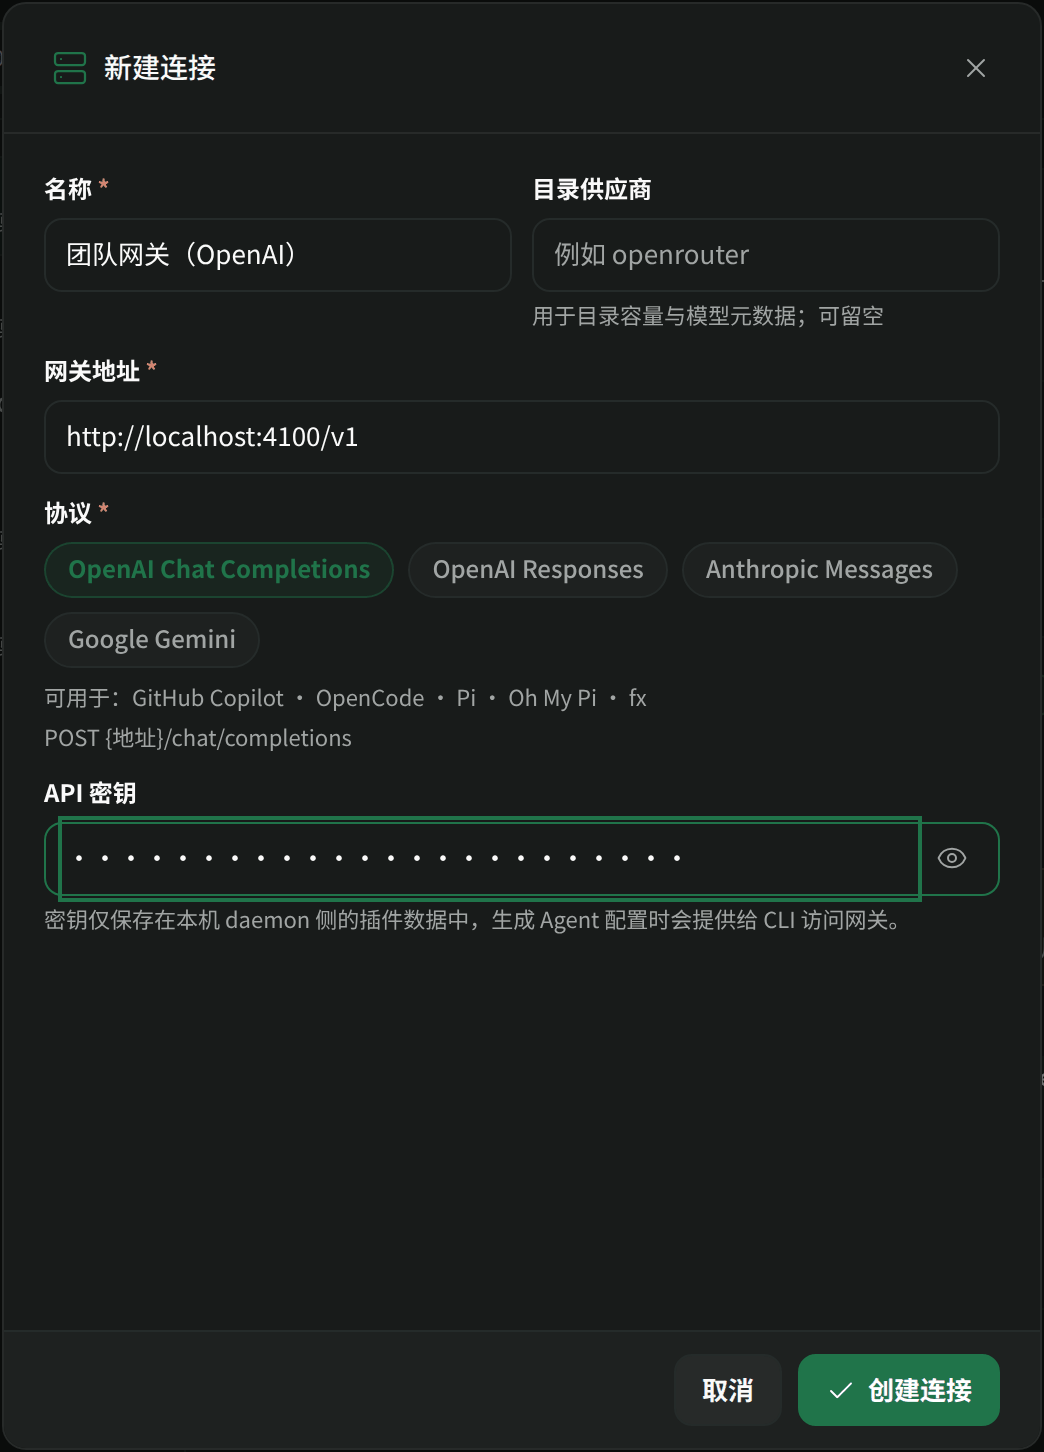 新建连接
名称 *
目录供应商
团队网关（OpenAI）
例如 openrouter
用于目录容量与模型元数据；可留空
网关地址 *
http://localhost:4100/v1
协议 *
OpenAI Chat Completions
OpenAI Responses
Anthropic Messages
Google Gemini
可用于：GitHub Copilot · OpenCode · Pi · Oh My Pi · fx
POST {地址}/chat/completions
API 密钥
••••••••••••••••••••••••
密钥仅保存在本机 daemon 侧的插件数据中，生成 Agent 配置时会提供给 CLI 访问网关。
取消
创建连接